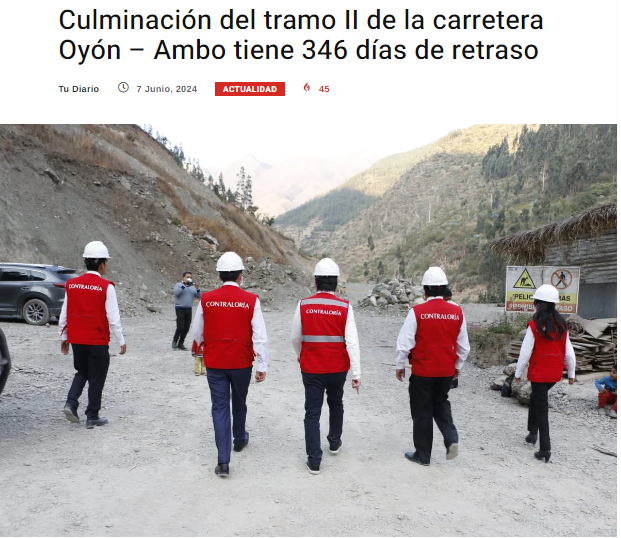 Culminación del tramo II de la carretera
Oyón – Ambo tiene 346 días de retraso
Tu Diario
7 Junio, 2024
ACTUALIDAD
45
CONTRALORÍA
CONTRALORÍA
CONTRALORÍA
CONTRALORÍA